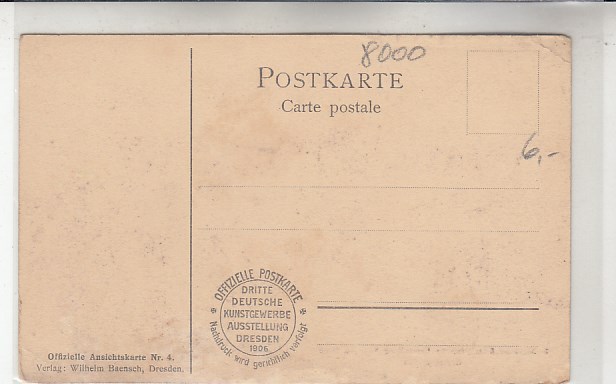 8000
POSTKARTE
Carte postale
6,-
OFFIZIELLE POSTKARTE
DRITTE
DEUTSCHE
KUNSTGEWERBE
AUSSTELLUNG
DRESDEN
1906
* Nachdruck wird gerichtlich verfolgt *
Offizielle Ansichtskarte Nr. 4.
Verlag: Wilhelm Baensch, Dresden.